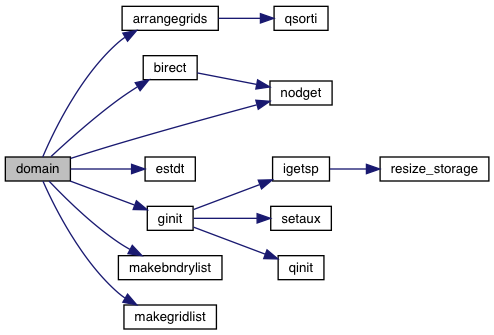 arrangegrids
qsorti
birect
nodget
domain
estdt
igetsp
resize_storage
ginit
setaux
makebndrylist
qinit
makegridlist